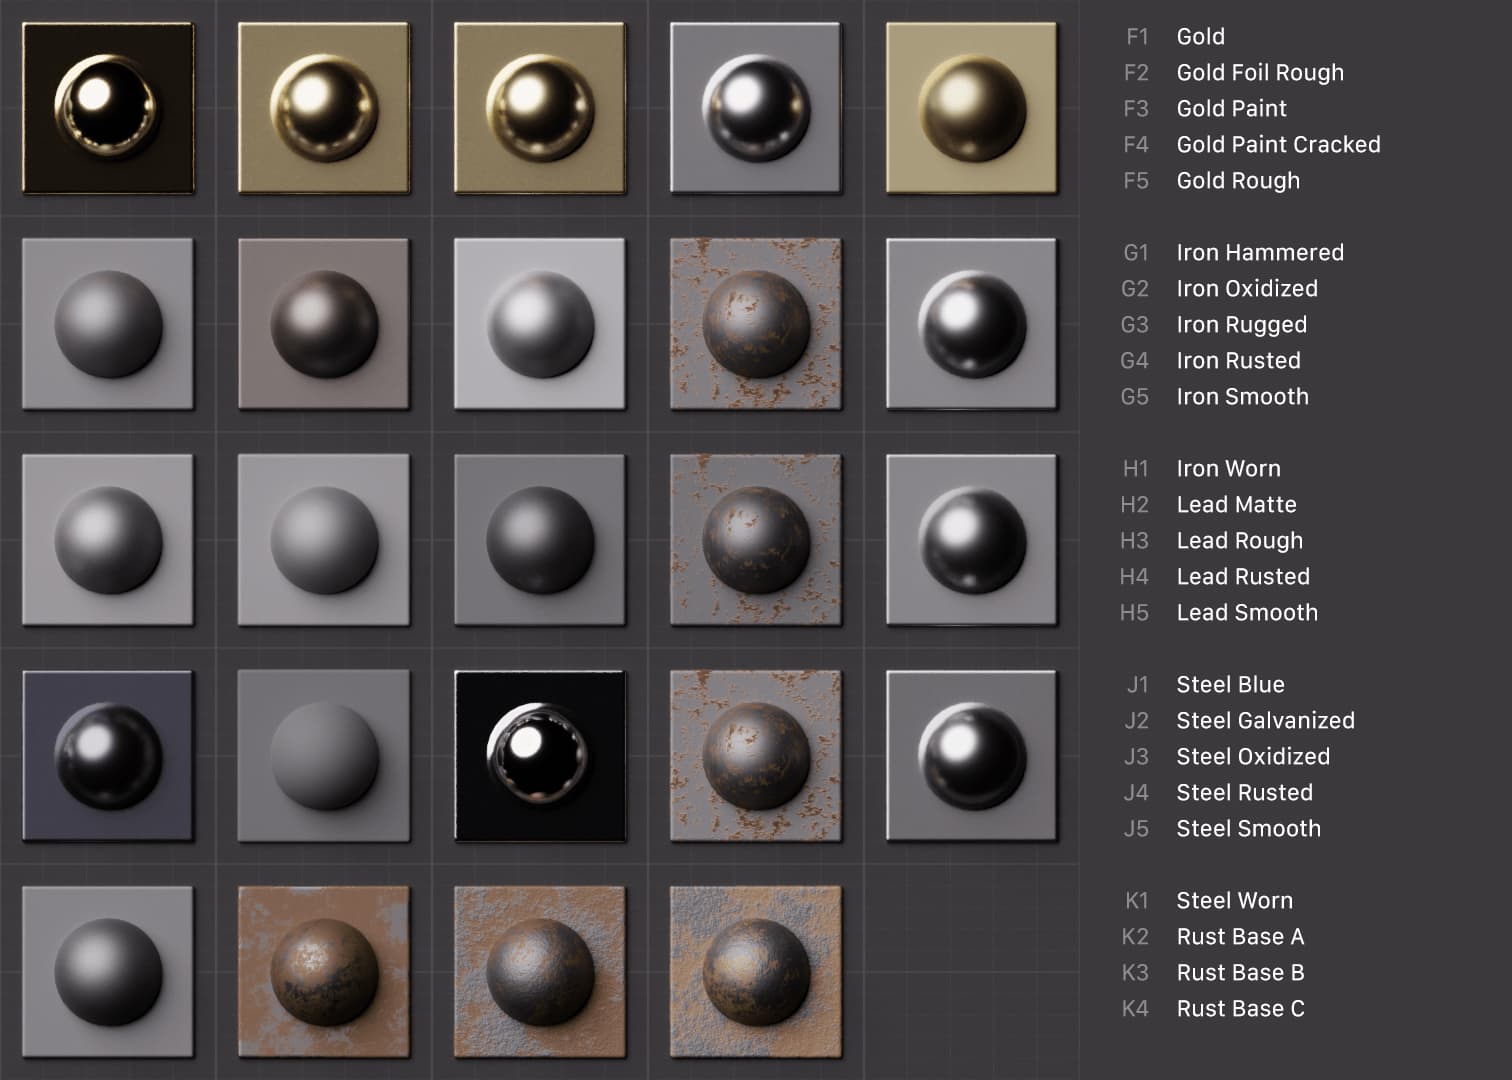 F1 Gold
F2 Gold Foil Rough
F3 Gold Paint
F4 Gold Paint Cracked
F5 Gold Rough
G1 Iron Hammered
G2 Iron Oxidized
G3 Iron Rugged
G4 Iron Rusted
G5 Iron Smooth
H1 Iron Worn
H2 Lead Matte
H3 Lead Rough
H4 Lead Rusted
H5 Lead Smooth
J1 Steel Blue
J2 Steel Galvanized
J3 Steel Oxidized
J4 Steel Rusted
J5 Steel Smooth
K1 Steel Worn
K2 Rust Base A
K3 Rust Base B
K4 Rust Base C